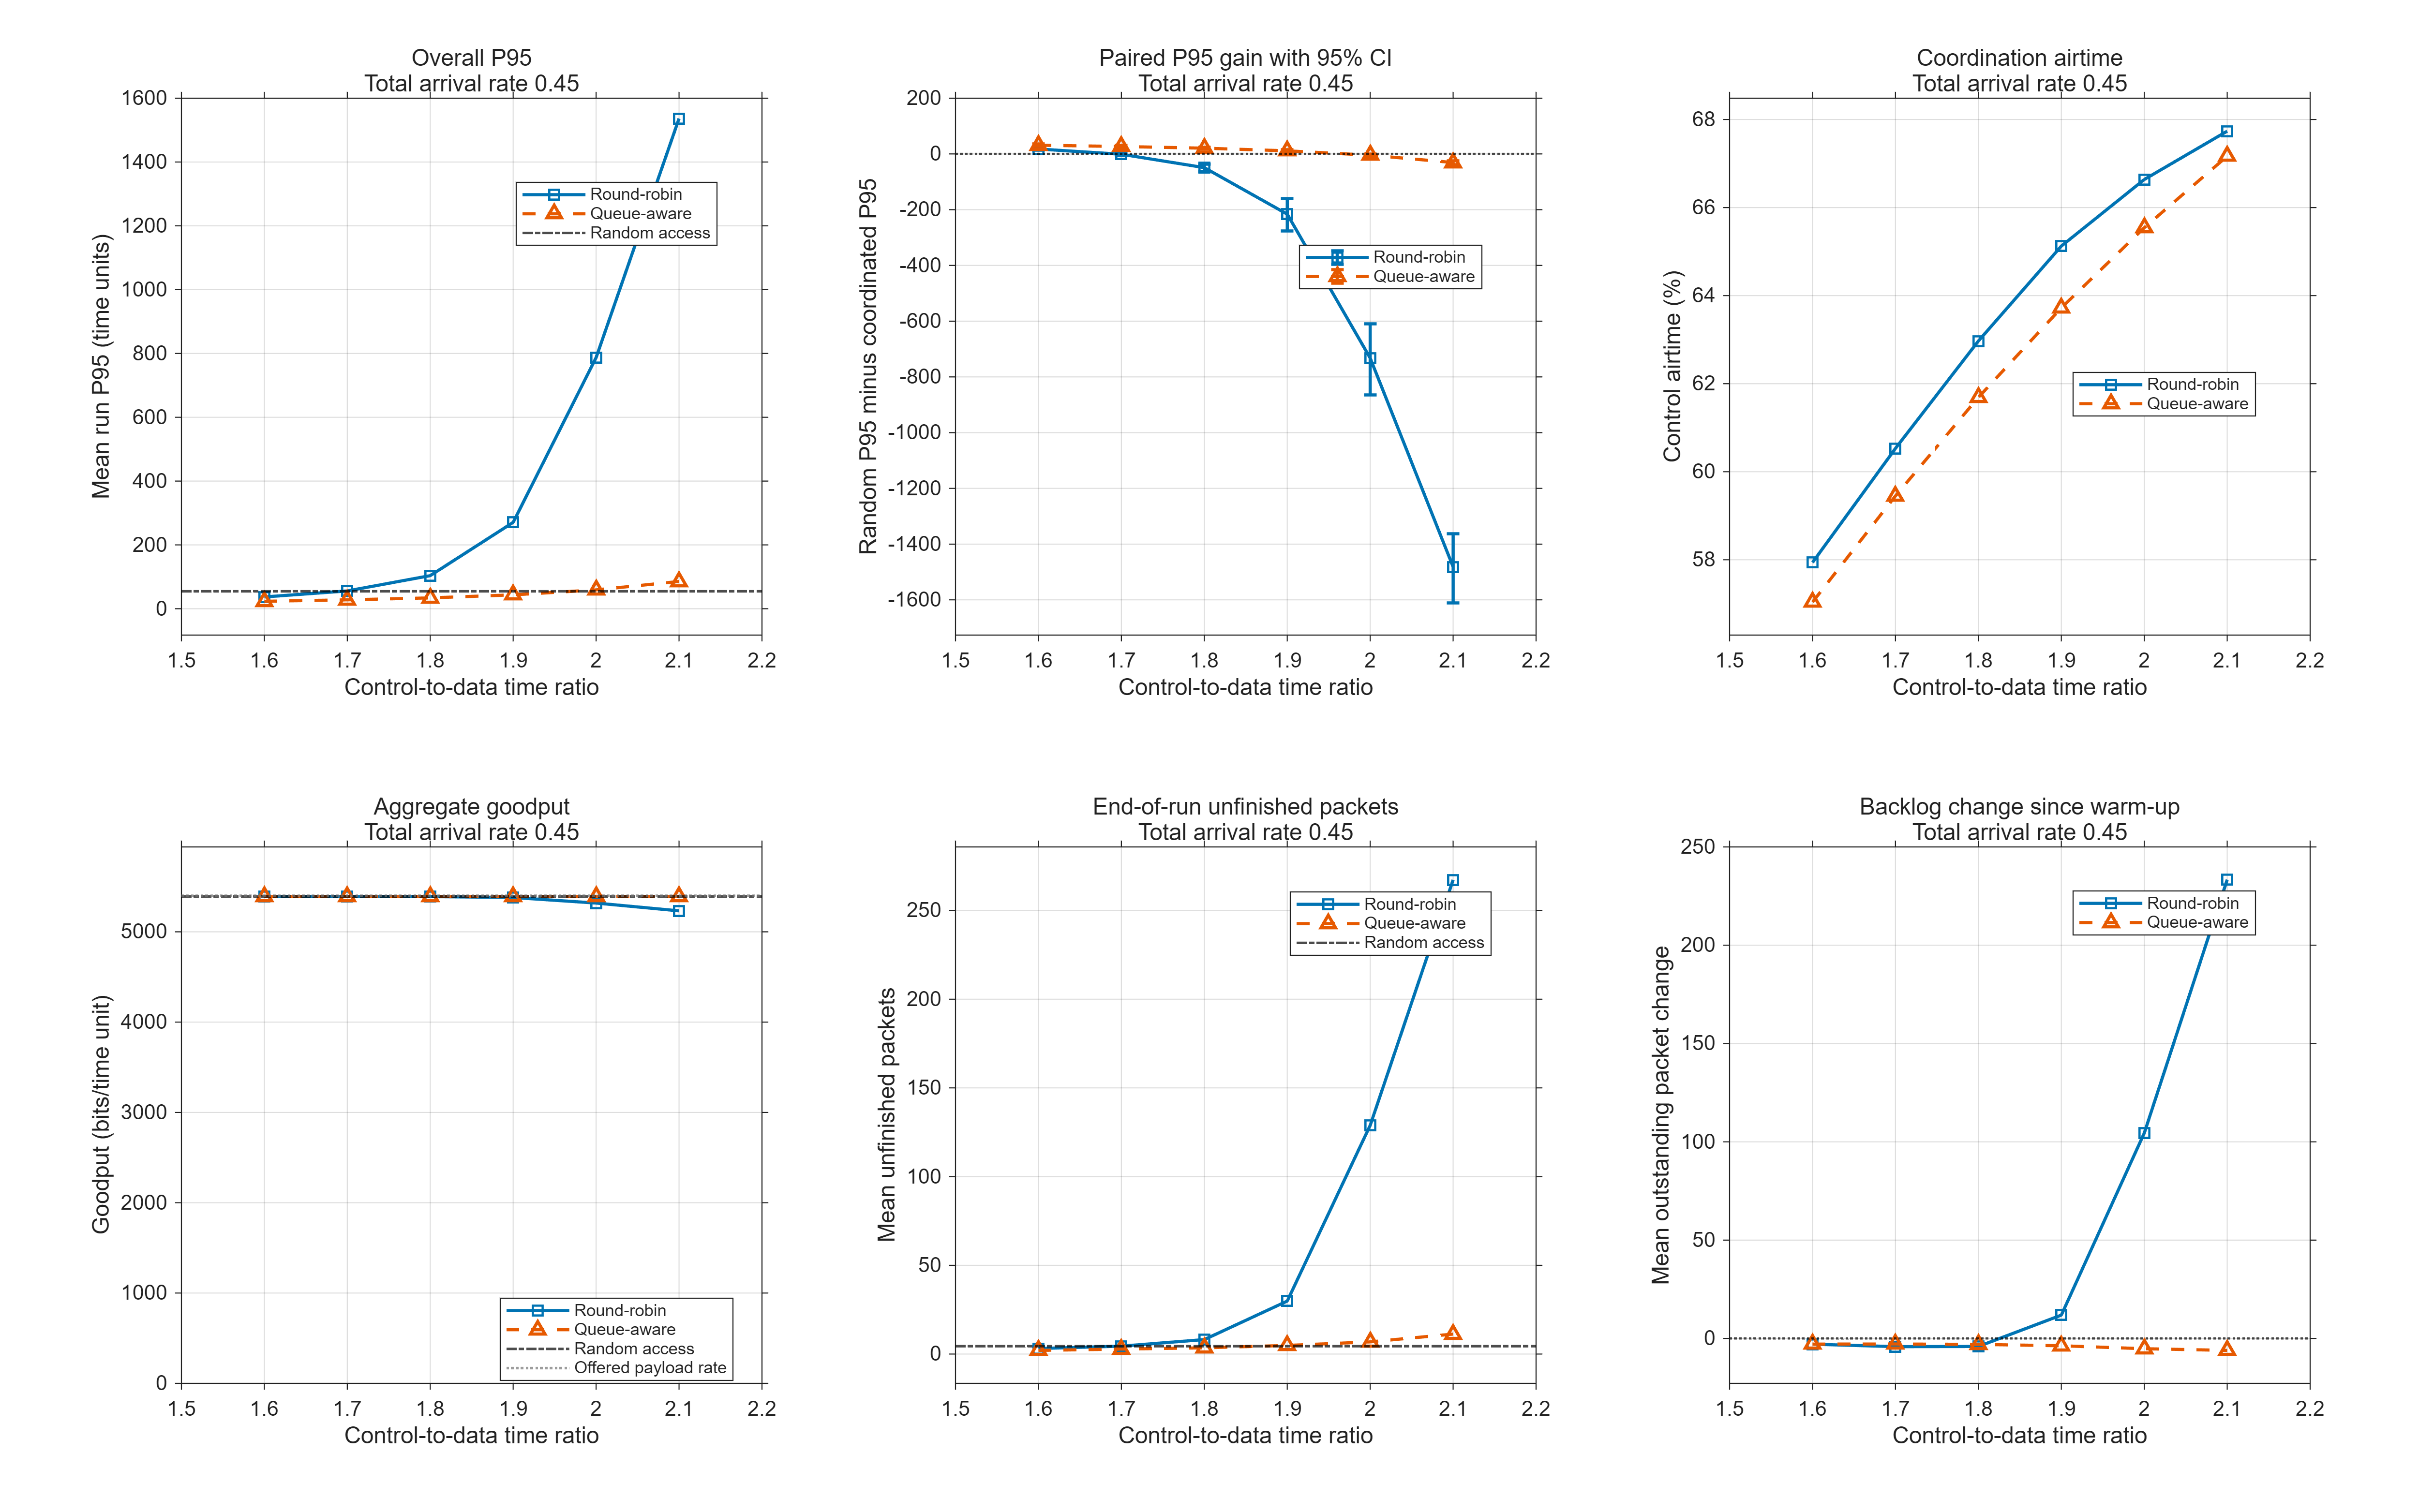 Overall P95
Total arrival rate 0.45
1600
1400
1200
1000
800
600
400
200
0
Mean run P95 (time units)
Round-robin
Queue-aware
Random access
1.5 1.6 1.7 1.8 1.9 2 2.1 2.2
Control-to-data time ratio
Paired P95 gain with 95% CI
Total arrival rate 0.45
200
0
-200
-400
-600
-800
-1000
-1200
-1400
-1600
Random P95 minus coordinated P95
Round-robin
Queue-aware
1.5 1.6 1.7 1.8 1.9 2 2.1 2.2
Control-to-data time ratio
Coordination airtime
Total arrival rate 0.45
68
66
64
62
60
58
Control airtime (%)
Round-robin
Queue-aware
1.5 1.6 1.7 1.8 1.9 2 2.1 2.2
Control-to-data time ratio
Aggregate goodput
Total arrival rate 0.45
5000
4000
3000
2000
1000
0
Goodput (bits/time unit)
Round-robin
Queue-aware
Random access
Offered payload rate
1.5 1.6 1.7 1.8 1.9 2 2.1 2.2
Control-to-data time ratio
End-of-run unfinished packets
Total arrival rate 0.45
250
200
150
100
50
0
Mean unfinished packets
Round-robin
Queue-aware
Random access
1.5 1.6 1.7 1.8 1.9 2 2.1 2.2
Control-to-data time ratio
Backlog change since warm-up
Total arrival rate 0.45
250
200
150
100
50
0
Mean outstanding packet change
Round-robin
Queue-aware
1.5 1.6 1.7 1.8 1.9 2 2.1 2.2
Control-to-data time ratio